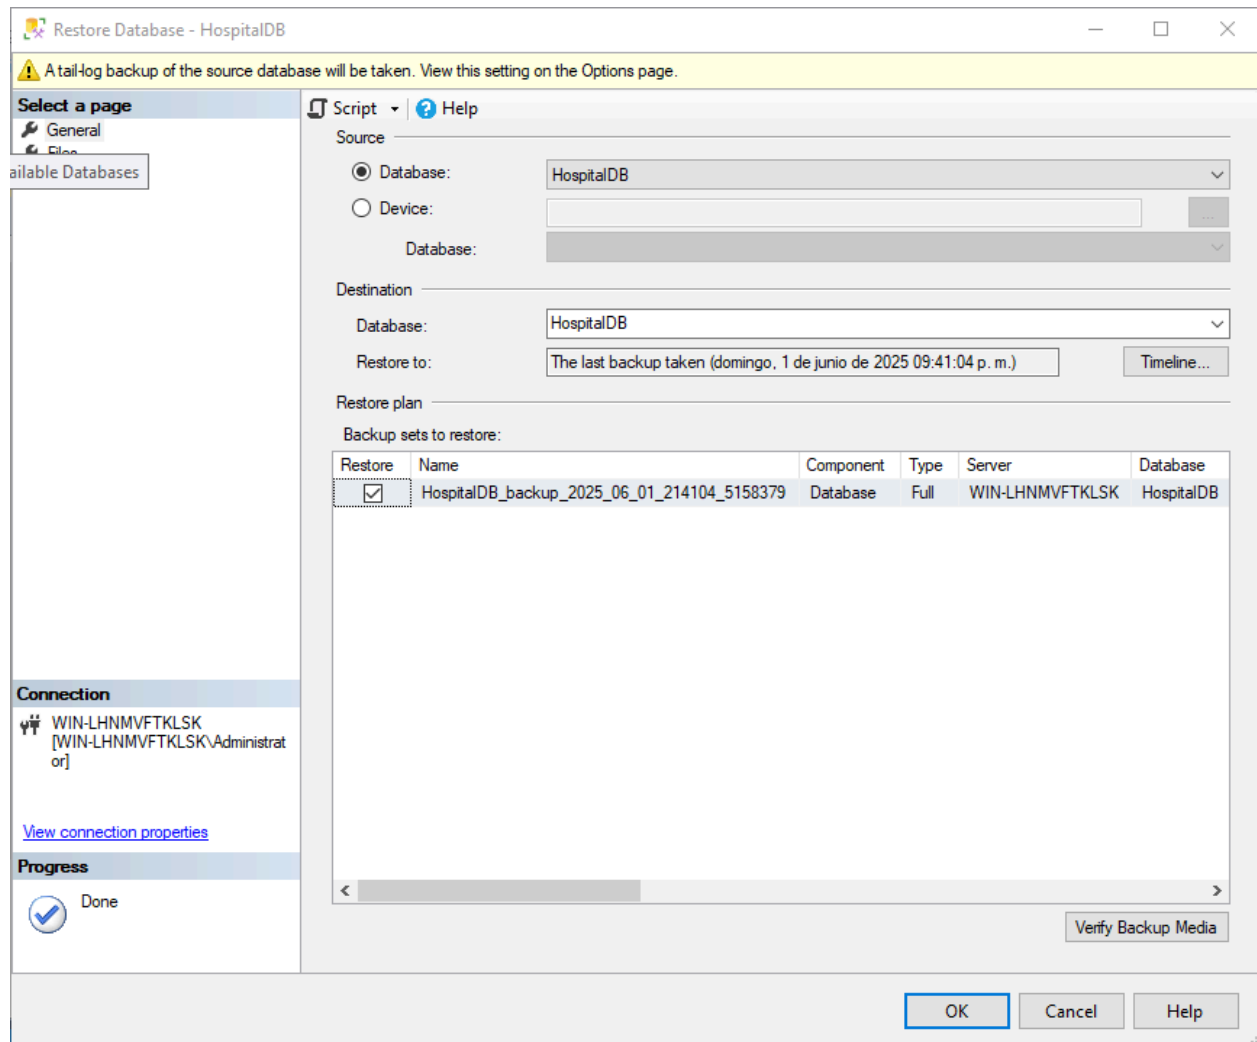 Restore Database - HospitalDB
A tail-log backup of the source database will be taken. View this setting on the Options page.
Select a page
General
Files
ailable Databases
Script
Help
Source
Database:
HospitalDB
Device:
...
Database:
Destination
Database:
HospitalDB
Restore to:
The last backup taken (domingo, 1 de junio de 2025 09:41:04 p. m.)
Timeline...
Restore plan
Backup sets to restore:
Restore Name Component Type Server Database
HospitalDB_backup_2025_06_01_214104_5158379 Database Full WIN-LHNMVFTKLSK HospitalDB
Connection
WIN-LHNMVFTKLSK
[WIN-LHNMVFTKLSK\Administrat
or]
View connection properties
Progress
Done
Verify Backup Media
OK Cancel Help